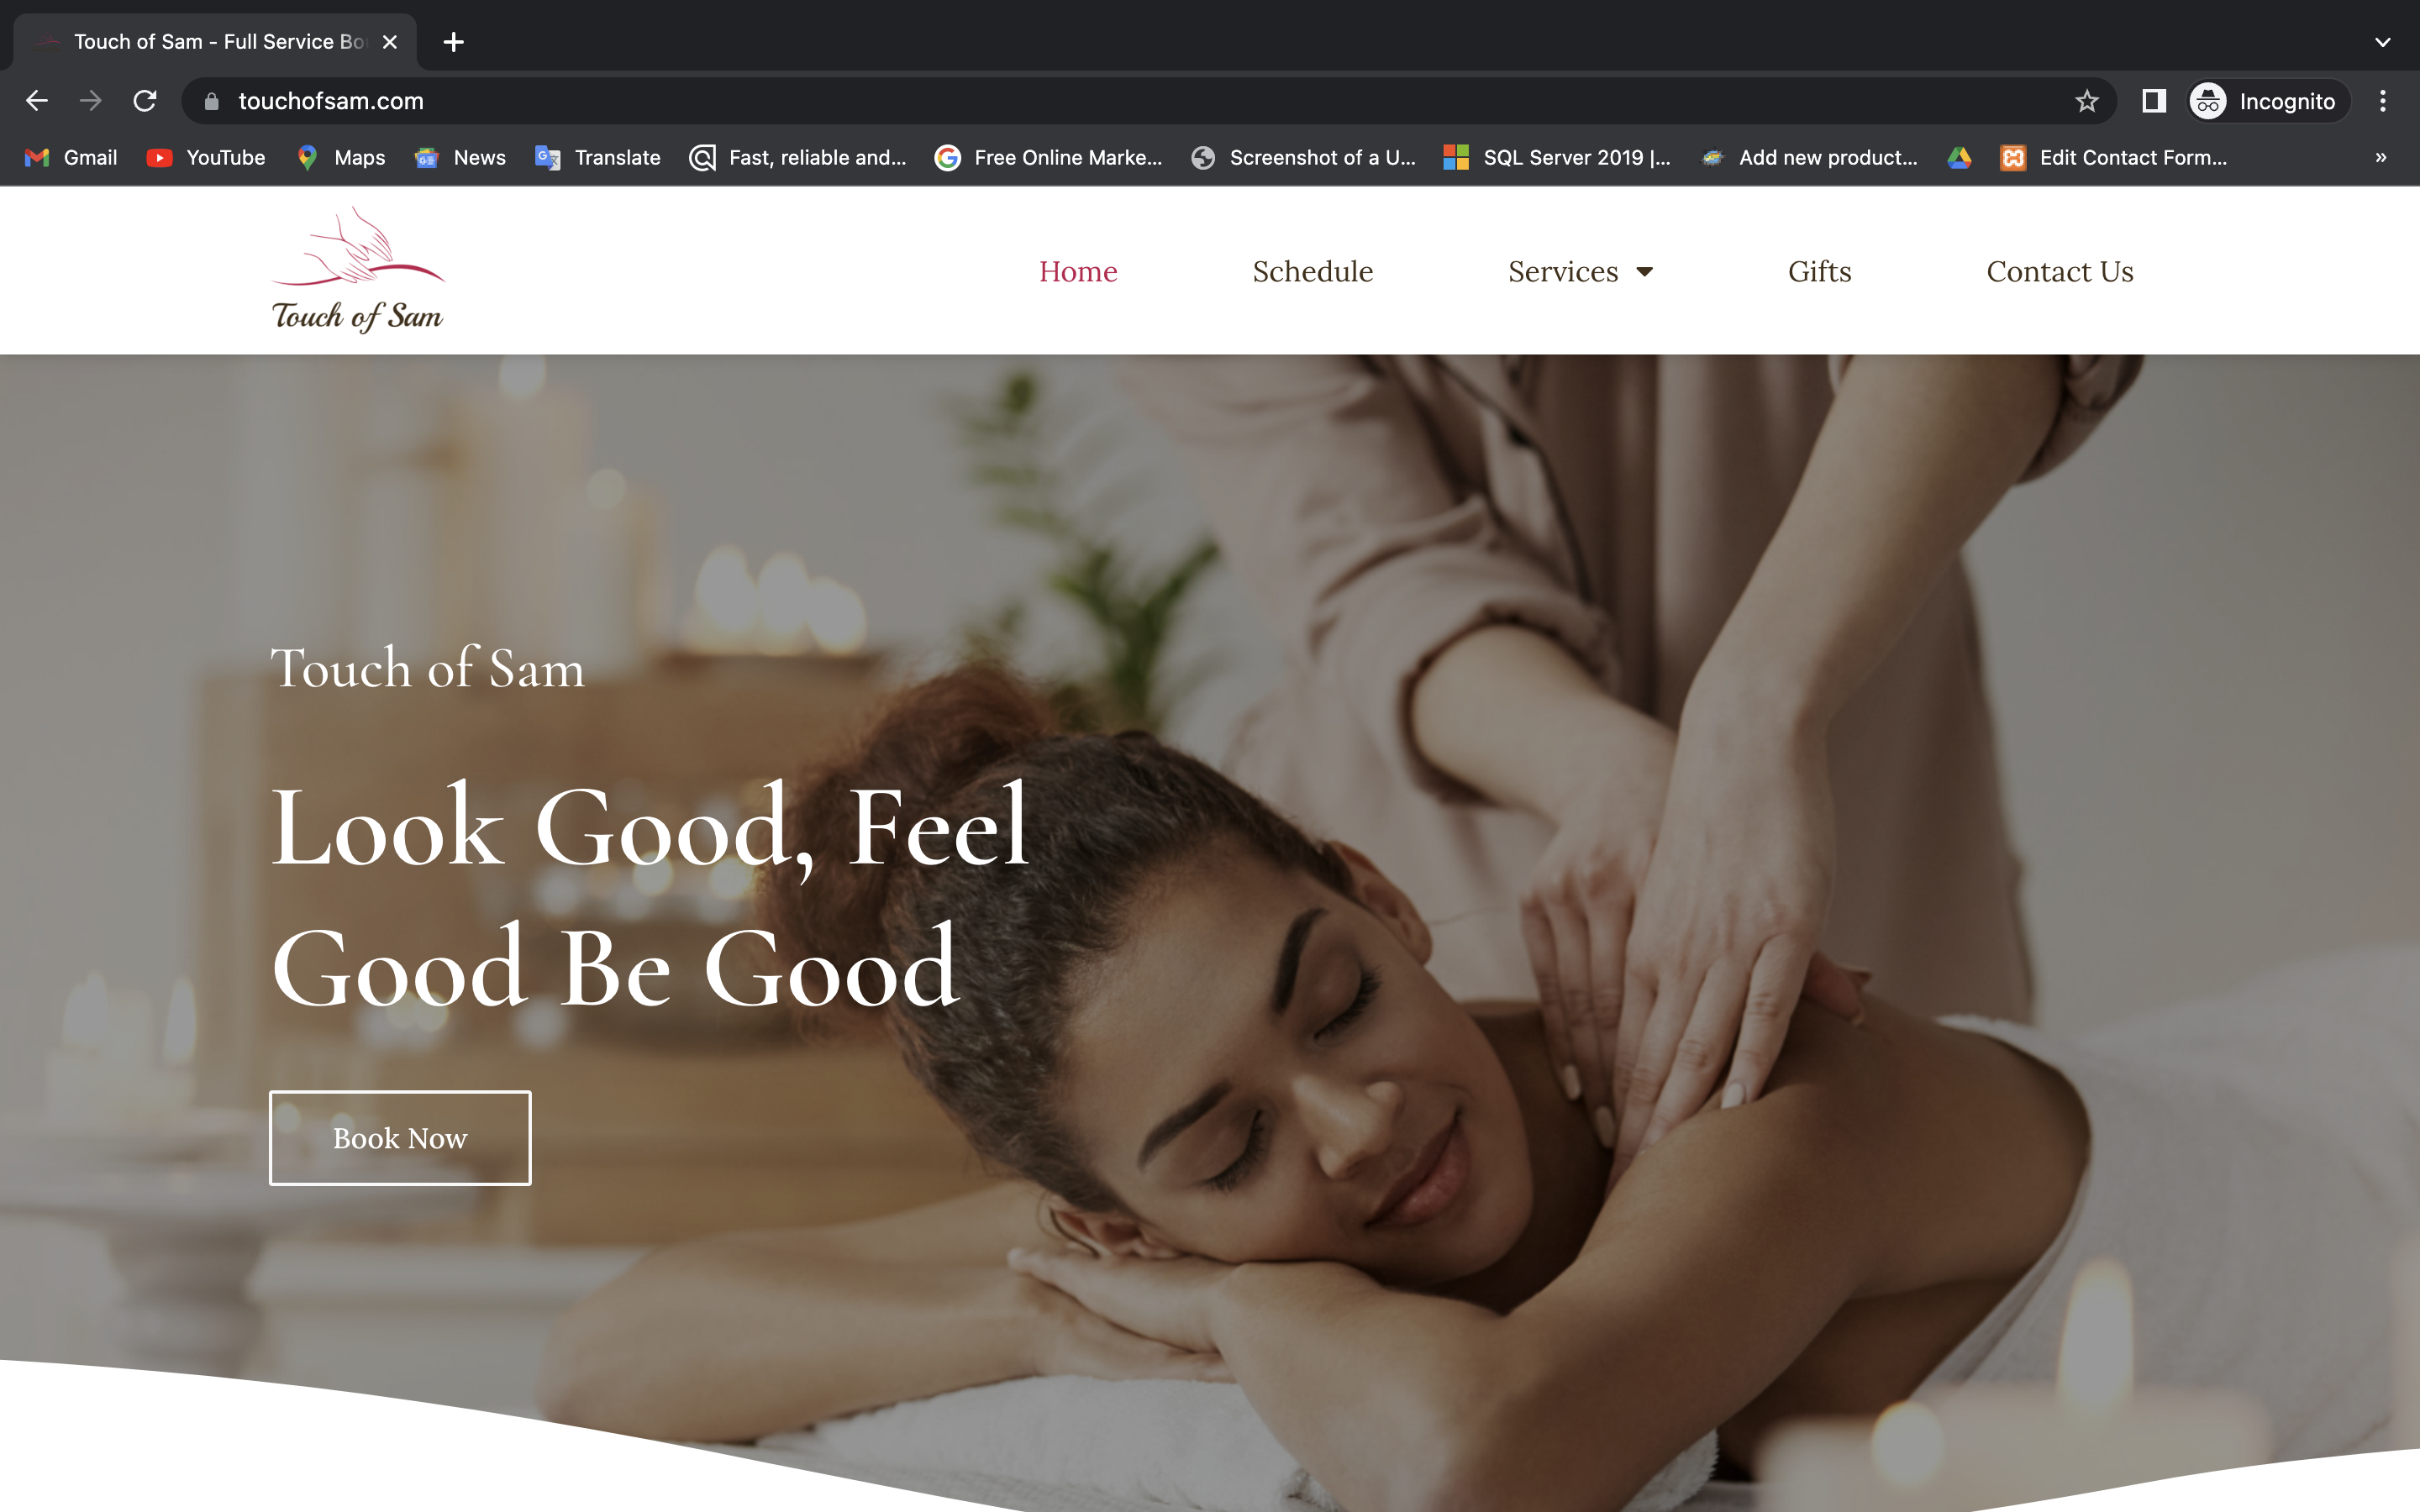 Touch of Sam - Full Service Bo
touchofsam.com
Incognito
Gmail
YouTube
Maps
News
Translate
Fast, reliable and...
Free Online Marke...
Screenshot of a U...
SQL Server 2019 |...
Add new product...
Edit Contact Form...
»
Touch of Sam
Home
Schedule
Services
Gifts
Contact Us
Touch of Sam
Look Good, Feel
Good Be Good
Book Now